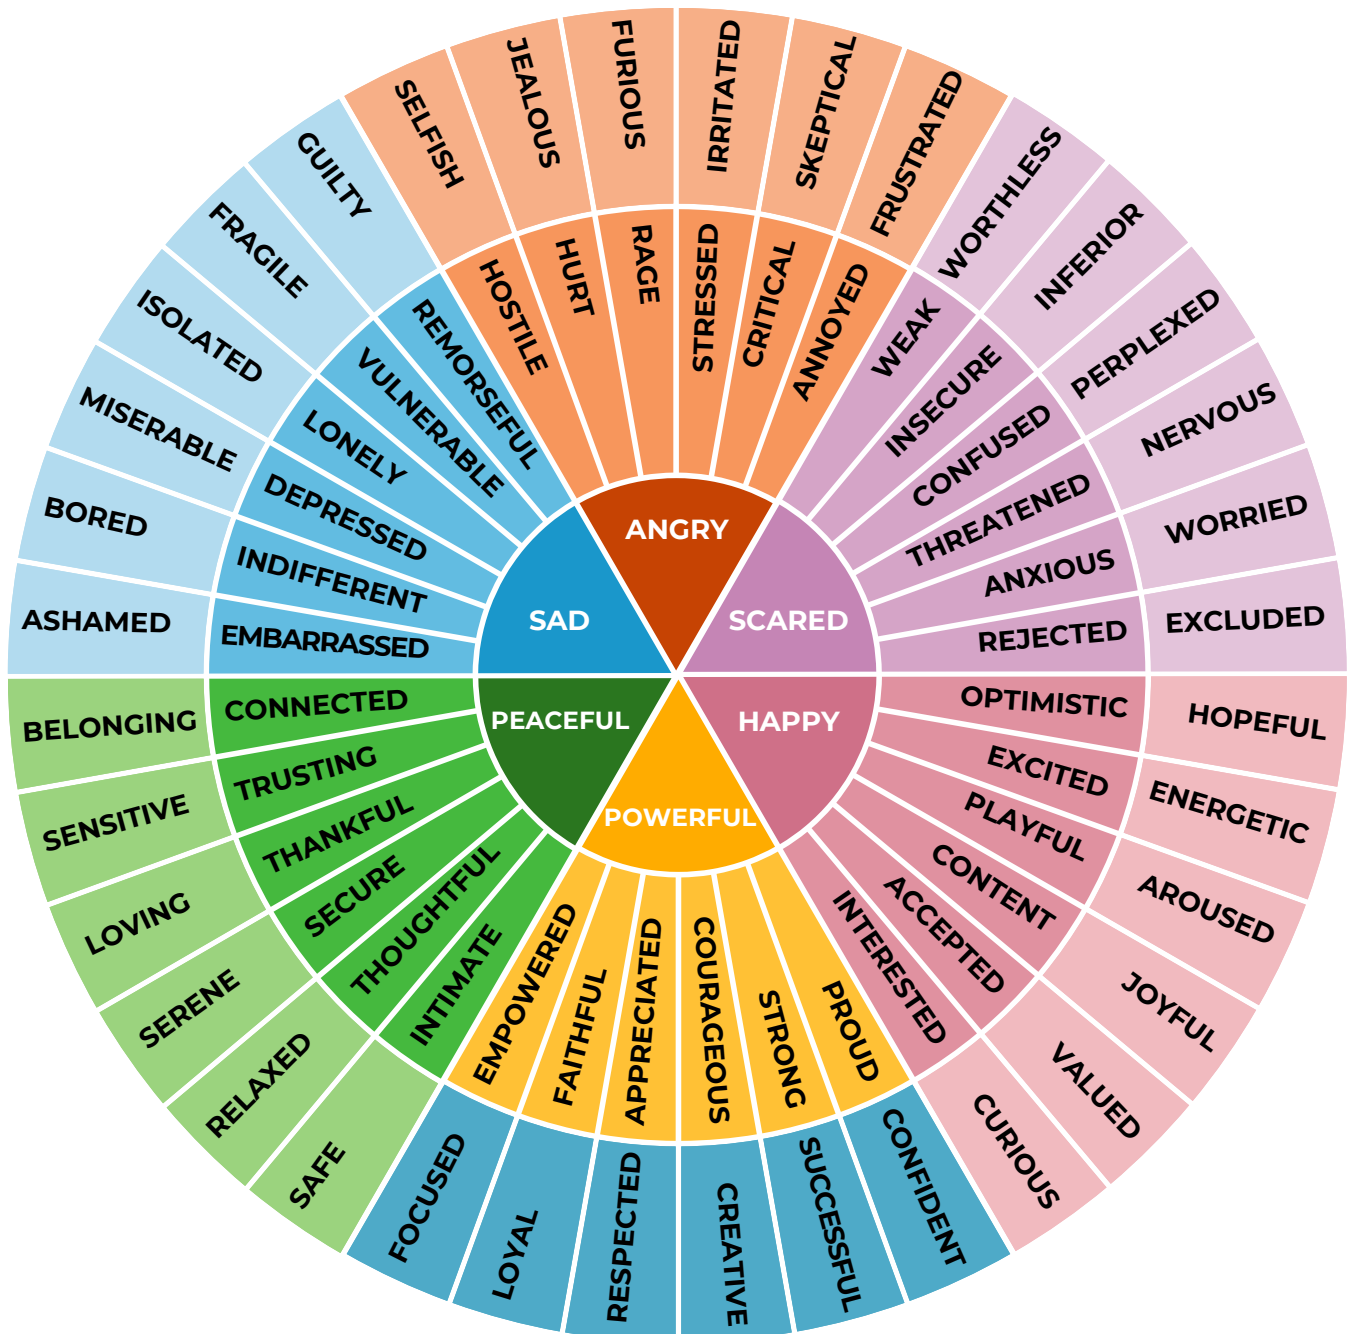 ANGRY
SCARED
HAPPY
POWERFUL
PEACEFUL
SAD
HOSTILE
HURT
RAGE
STRESSED
CRITICAL
ANNOYED
WEAK
INSECURE
CONFUSED
THREATENED
ANXIOUS
REJECTED
OPTIMISTIC
EXCITED
PLAYFUL
CONTENT
ACCEPTED
INTERESTED
PROUD
STRONG
COURAGEOUS
APPRECIATED
FAITHFUL
EMPOWERED
INTIMATE
THOUGHTFUL
SECURE
THANKFUL
TRUSTING
CONNECTED
EMBARRASSED
INDIFFERENT
DEPRESSED
LONELY
VULNERABLE
REMORSEFUL
SELFISH
JEALOUS
FURIOUS
IRRITATED
SKEPTICAL
FRUSTRATED
WORTHLESS
INFERIOR
PERPLEXED
NERVOUS
WORRIED
EXCLUDED
HOPEFUL
ENERGETIC
AROUSED
JOYFUL
VALUED
CURIOUS
CONFIDENT
SUCCESSFUL
CREATIVE
RESPECTED
LOYAL
FOCUSED
SAFE
RELAXED
SERENE
LOVING
SENSITIVE
BELONGING
ASHAMED
BORED
MISERABLE
ISOLATED
FRAGILE
GUILTY